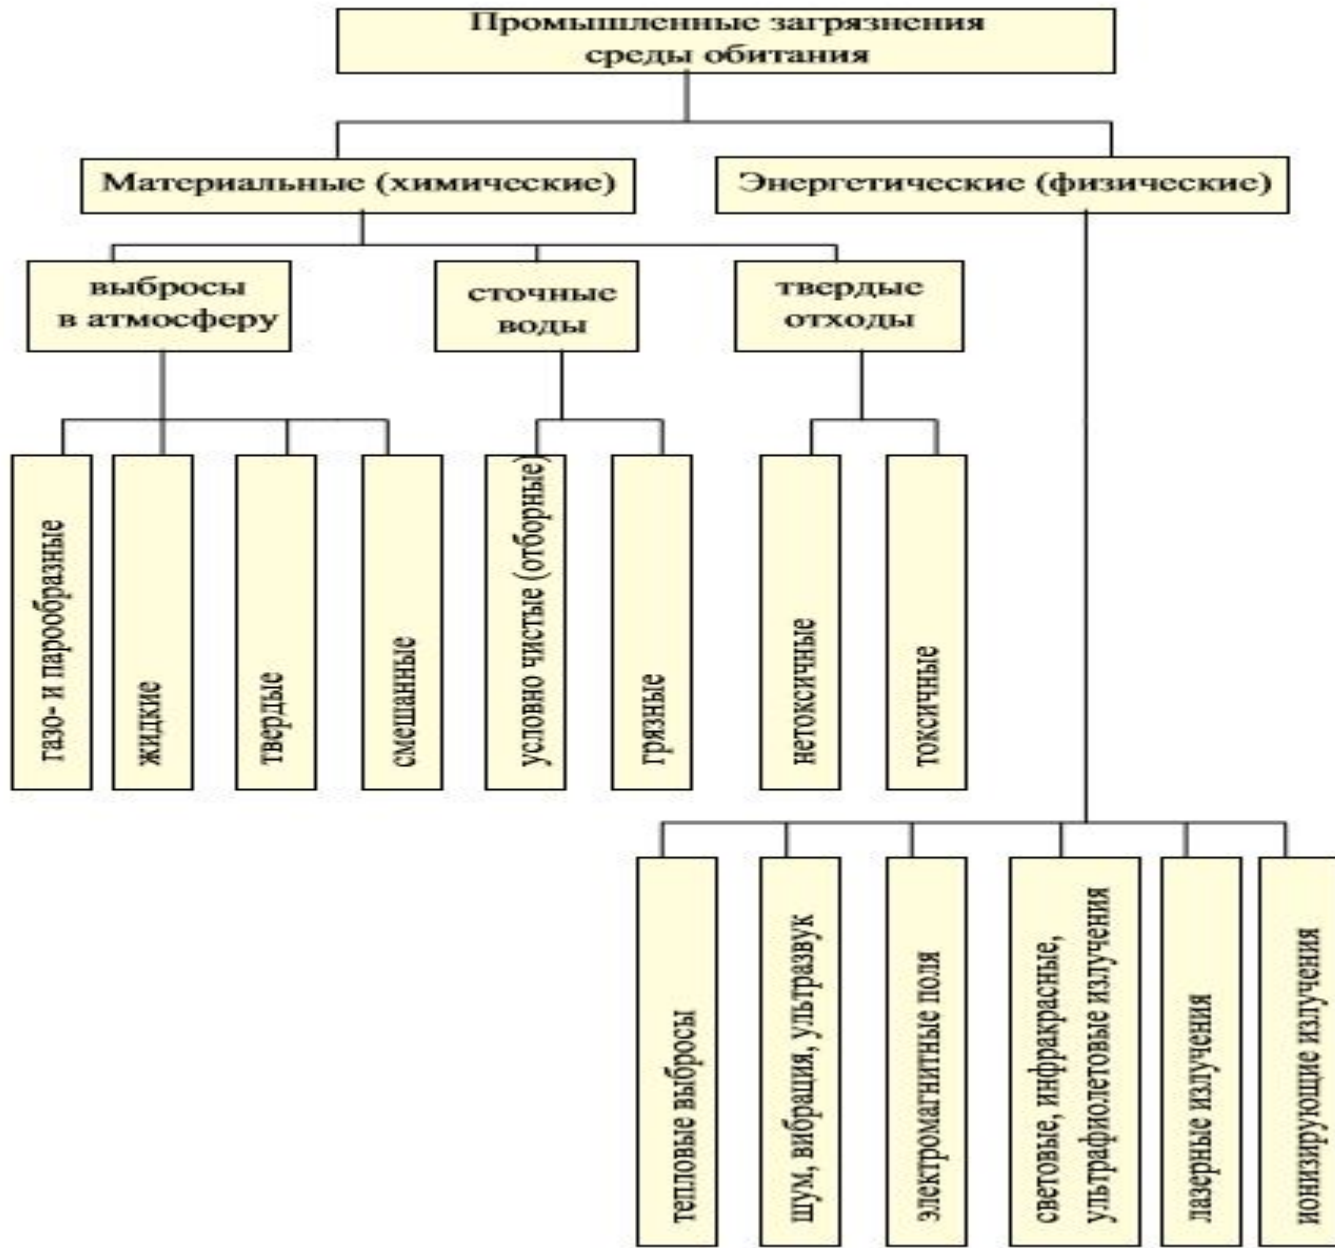 Промышленные загрязнения
среды обитания
Материальные (химические)
Энергетические (физические)
выбросы
в атмосферу
сточные
воды
твердые
отходы
газо- и парообразные
жидкие
твердые
смешанные
условно чистые (отборные)
грязные
нетоксичные
токсичные
тепловые выбросы
шум, вибрация, ультразвук
электромагнитные поля
световые, инфракрасные,
ультрафиолетовые излучения
лазерные излучения
ионизирующие излучения